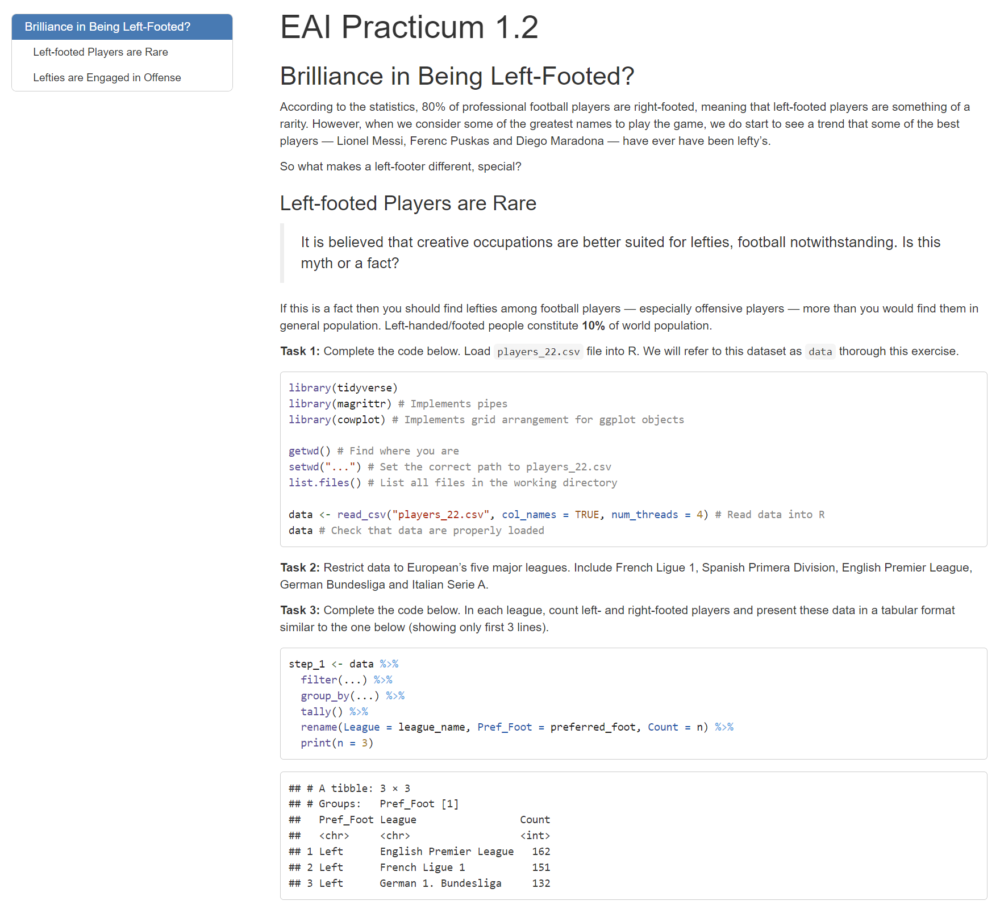 Brilliance in Being Left-Footed?
Left-footed Players are Rare
Lefties are Engaged in Offense
EAI Practicum 1.2
Brilliance in Being Left-Footed?
According to the statistics, 80% of professional football players are right-footed, meaning that left-footed players are something of a
rarity. However, when we consider some of the greatest names to play the game, we do start to see a trend that some of the best
players — Lionel Messi, Ferenc Puskas and Diego Maradona — have ever have been lefty’s.
So what makes a left-footer different, special?
Left-footed Players are Rare
It is believed that creative occupations are better suited for lefties, football notwithstanding. Is this
myth or a fact?
If this is a fact then you should find lefties among football players — especially offensive players — more than you would find them in
general population. Left-handed/footed people constitute 10% of world population.
Task 1: Complete the code below. Load players_22.csv file into R. We will refer to this dataset as data thorough this exercise.
library(tidyverse)
library(magrittr) # Implements pipes
library(cowplot) # Implements grid arrangement for ggplot objects
getwd() # Find where you are
setwd("...") # Set the correct path to players_22.csv
list.files() # List all files in the working directory
data <- read_csv("players_22.csv", col_names = TRUE, num_threads = 4) # Read data into R
data # Check that data are properly loaded
Task 2: Restrict data to European’s five major leagues. Include French Ligue 1, Spanish Primera Division, English Premier League,
German Bundesliga and Italian Serie A.
Task 3: Complete the code below. In each league, count left- and right-footed players and present these data in a tabular format
similar to the one below (showing only first 3 lines).
step_1 <- data %>%
  filter(...) %>%
  group_by(...) %>%
  tally() %>%
  rename(League = league_name, Pref_Foot = preferred_foot, Count = n) %>%
  print(n = 3)
## # A tibble: 3 × 3
## # Groups:   Pref_Foot [1]
##   Pref_Foot League                 Count
##   <chr>     <chr>                  <int>
## 1 Left      English Premier League   162
## 2 Left      French Ligue 1           151
## 3 Left      German 1. Bundesliga     132